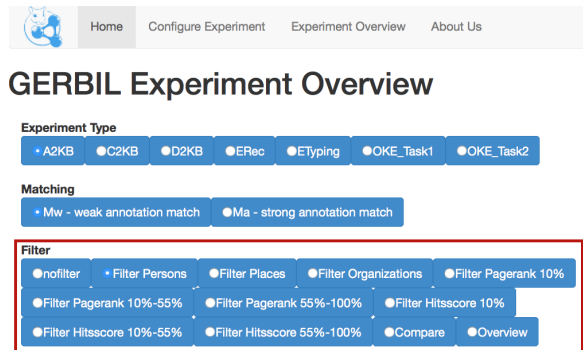 Home Configure Experiment Experiment Overview About Us
GERBIL Experiment Overview
Experiment Type
A2KB C2KB D2KB ERec ETyping OKE_Task1 OKE_Task2
Matching
Mw - weak annotation match Ma - strong annotation match
Filter
nofilter Filter Persons Filter Places Filter Organizations Filter Pagerank 10%
Filter Pagerank 10%-55% Filter Pagerank 55%-100% Filter Hitsscore 10%
Filter Hitsscore 10%-55% Filter Hitsscore 55%-100% Compare Overview